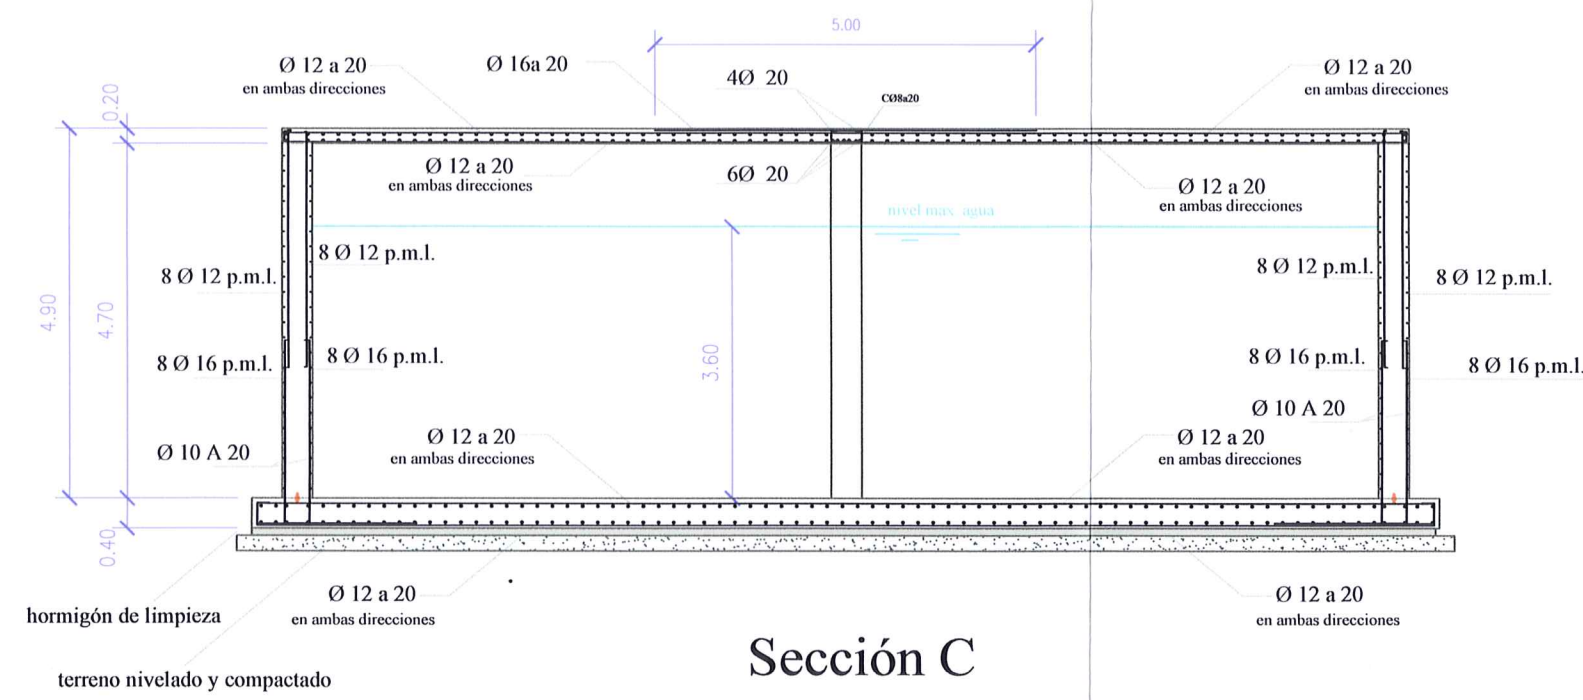 5.00
Ø 12 a 20
en ambas direcciones
Ø 16a 20
4Ø 20
CØ8a20
Ø 12 a 20
en ambas direcciones
0.20
Ø 12 a 20
en ambas direcciones
6Ø 20
Ø 12 a 20
en ambas direcciones
nivel max agua
8 Ø 12 p.m.l.
8 Ø 12 p.m.l.
8 Ø 12 p.m.l.
8 Ø 12 p.m.l.
4.90
4.70
3.60
8 Ø 16 p.m.l.
8 Ø 16 p.m.l.
8 Ø 16 p.m.l.
8 Ø 16 p.m.l.
Ø 10 A 20
Ø 10 A 20
Ø 12 a 20
en ambas direcciones
Ø 12 a 20
en ambas direcciones
0.40
Ø 12 a 20
en ambas direcciones
Ø 12 a 20
en ambas direcciones
hormigón de limpieza
terreno nivelado y compactado
Sección C